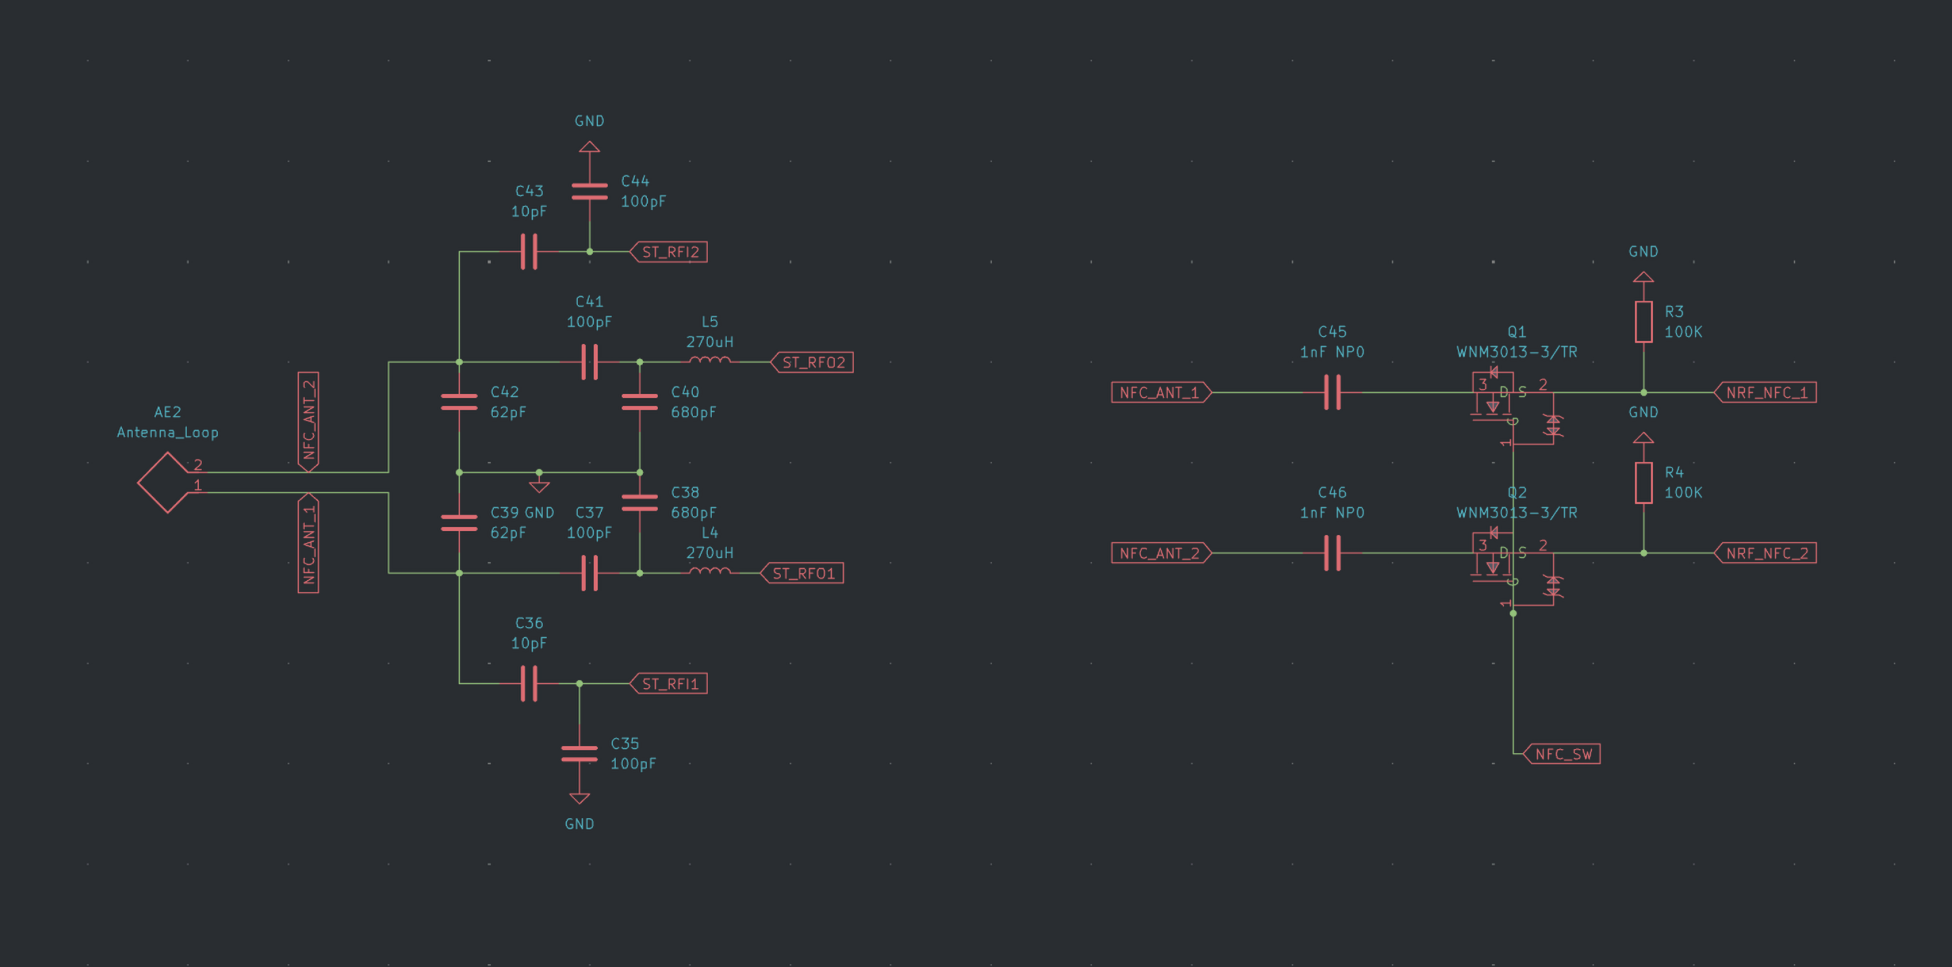 GND
C44
100pF
C43
10pF
ST_RFI2
C41
100pF
L5
270uH
ST_RFO2
C42
62pF
C40
680pF
NFC_ANT_2
AE2
Antenna_Loop
2
1
NFC_ANT_1
C39
62pF
GND
C37
100pF
C38
680pF
L4
270uH
ST_RFO1
C36
10pF
ST_RFI1
C35
100pF
GND
GND
R3
100K
C45
1nF NP0
Q1
WNM3013-3/TR
NFC_ANT_1
3
D
S
2
G
1
NRF_NFC_1
GND
R4
100K
C46
1nF NP0
Q2
WNM3013-3/TR
NFC_ANT_2
3
D
S
2
G
1
NRF_NFC_2
NFC_SW